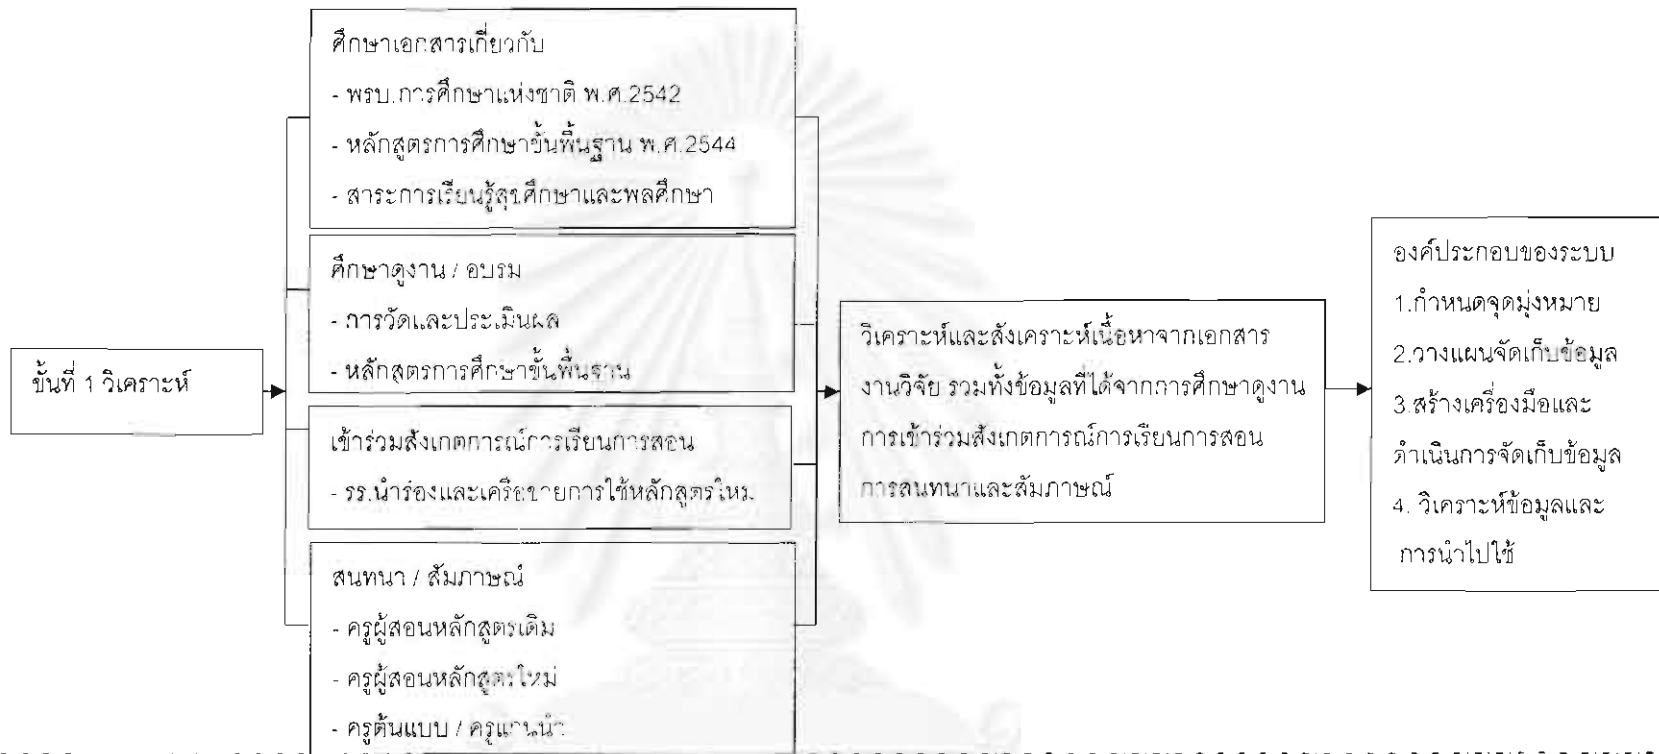 ขั้นที่ 1 วิเคราะห์
ศึกษาเอกสารเกี่ยวกับ
- พรบ.การศึกษาแห่งชาติ พ.ศ.2542
- หลักสูตรการศึกษาขั้นพื้นฐาน พ.ศ.2544
- สาระการเรียนรู้สุขศึกษาและพลศึกษา
ศึกษาดูงาน / อบรม
- การวัดและประเมินผล
- หลักสูตรการศึกษาขั้นพื้นฐาน
เข้าร่วมสังเกตการณ์การเรียนการสอน
- รร.นำร่องและเครือข่ายการใช้หลักสูตรใหม่
สนทนา / สัมภาษณ์
- ครูผู้สอนหลักสูตรเดิม
- ครูผู้สอนหลักสูตรใหม่
- ครูต้นแบบ / ครูแกนนำ
วิเคราะห์และสังเคราะห์เนื้อหาจากเอกสาร
งานวิจัย รวมทั้งข้อมูลที่ได้จากการศึกษาดูงาน
การเข้าร่วมสังเกตการณ์การเรียนการสอน
การสนทนาและสัมภาษณ์
องค์ประกอบของระบบ
1.กำหนดจุดมุ่งหมาย
2.วางแผนจัดเก็บข้อมูล
3.สร้างเครื่องมือและ
ดำเนินการจัดเก็บข้อมูล
4. วิเคราะห์ข้อมูลและ
การนำไปใช้